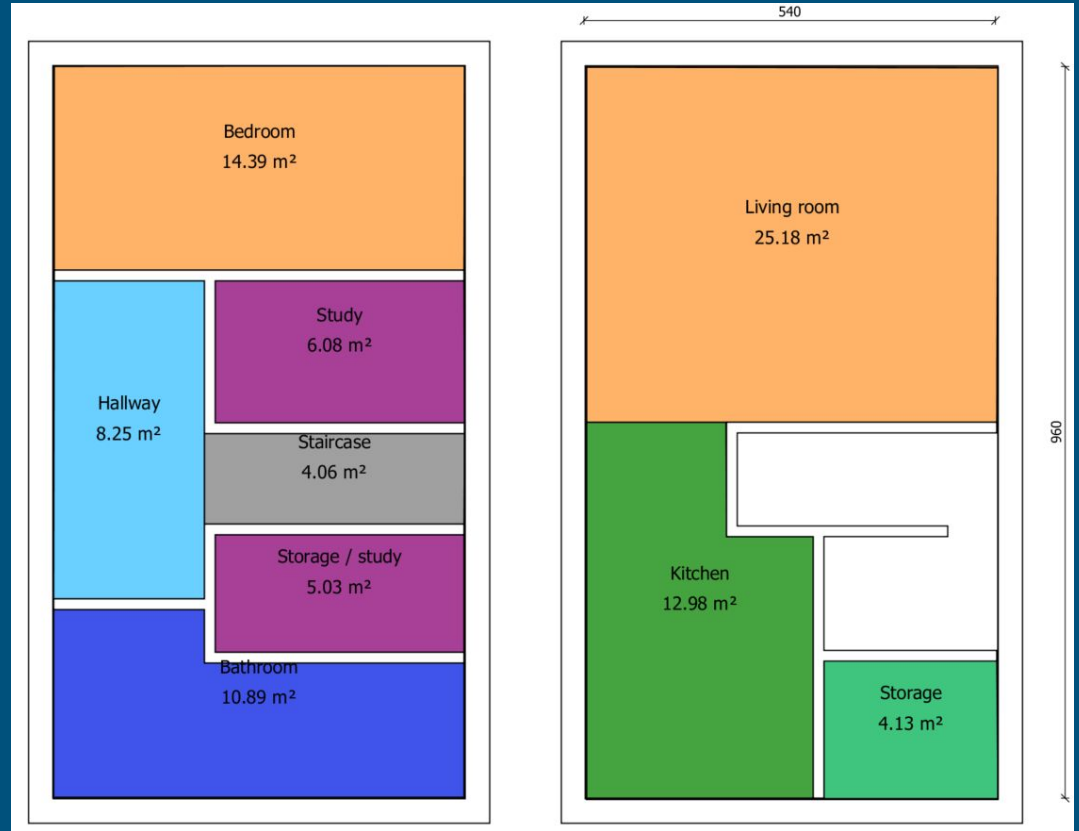 Bedroom
14.39 m²
Study
6.08 m²
Hallway
8.25 m²
Staircase
4.06 m²
Storage / study
5.03 m²
Bathroom
10.89 m²
540
Living room
25.18 m²
960
Kitchen
12.98 m²
Storage
4.13 m²